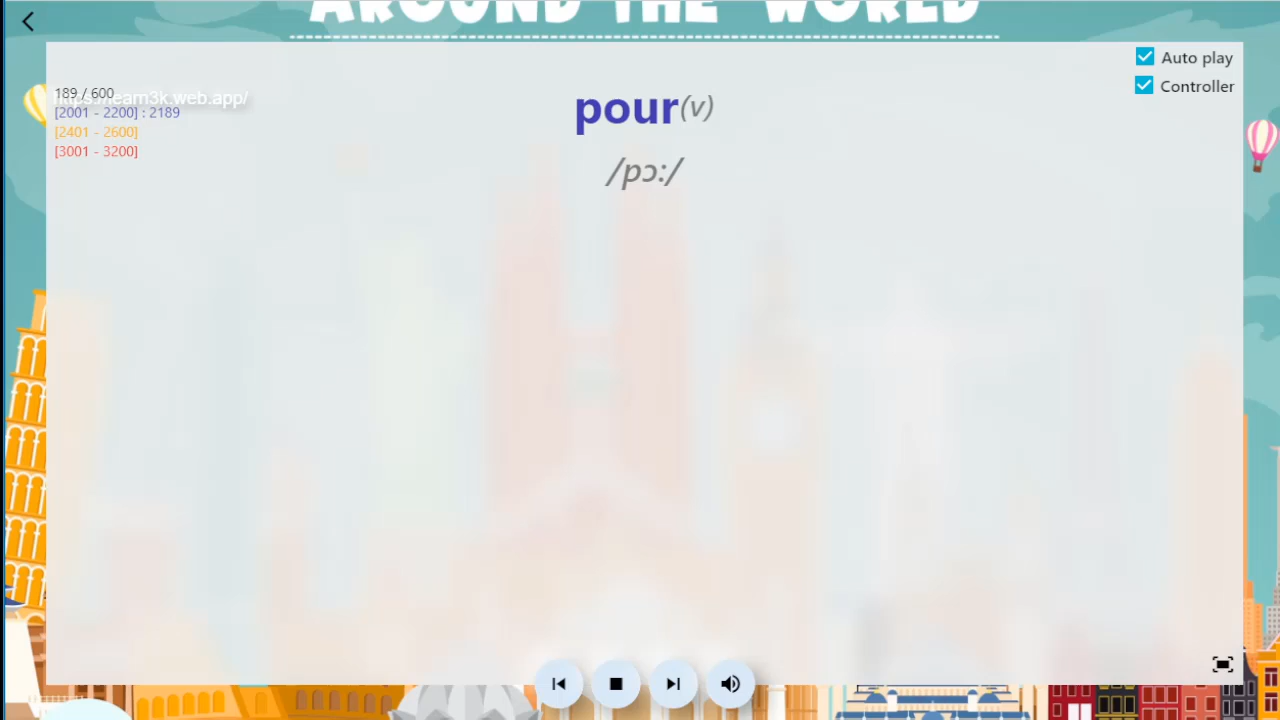 AROUND THE WORLD
Auto play
Controller
189 / 600
https://learn3k.web.app/
[2001 - 2200] : 2189
[2401 - 2600]
[3001 - 3200]
pour(v)
/pɔː/